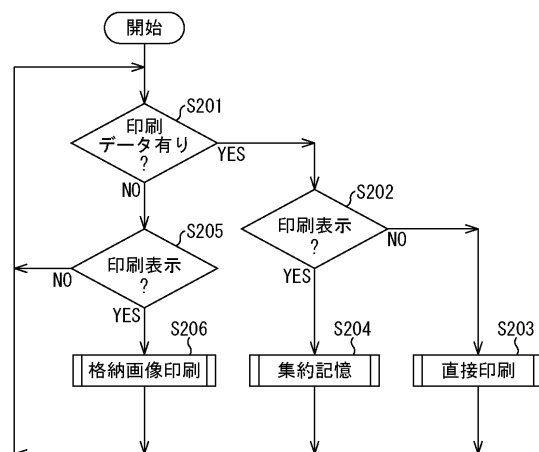 開始
S201
印刷
データ有り
?
YES
NO
S202
印刷表示
?
NO
YES
S205
印刷表示
?
NO
YES
S206
格納画像印刷
S204
集約記憶
S203
直接印刷